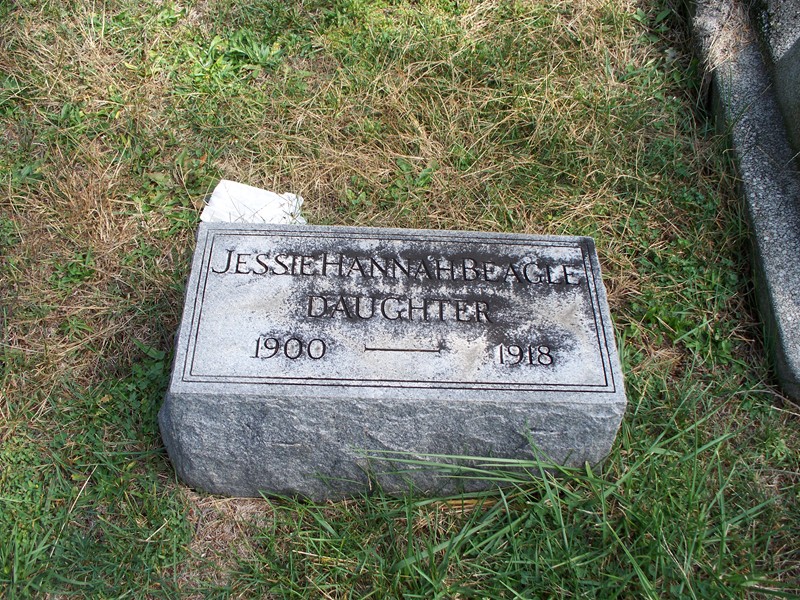 JESSIE HANNAH BEAGLE
DAUGHTER
1900 — 1918